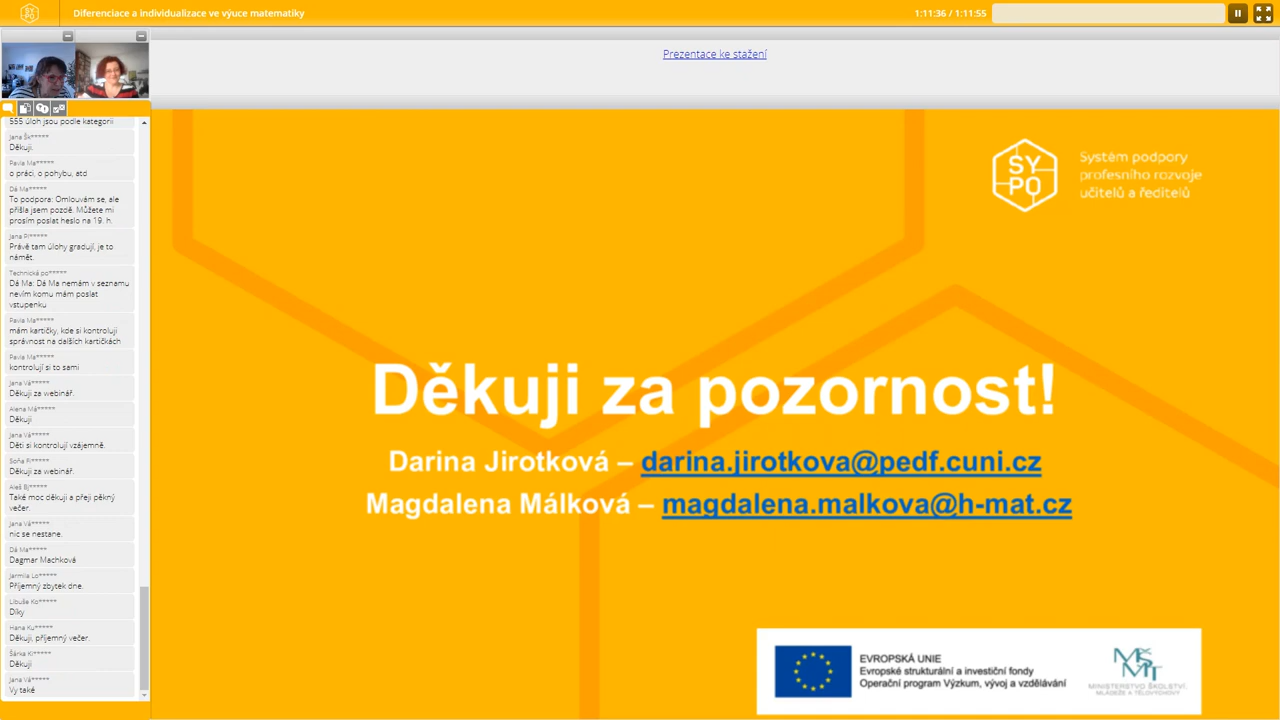 Diferenciace a individualizace ve výuce matematiky
1:11:36 / 1:11:55
Prezentace ke stažení
555 úloh jsou podle kategorií
Jana Šk*****
Děkuji.
Pavla Ma*****
o práci, o pohybu, atd
Dá Ma*****
To podpora: Omlouvám se, ale
přišla jsem pozdě. Můžete mi
prosím poslat heslo na 19. h.
Jana Pí*****
Právě tam úlohy gradují, je to
námět.
Technická po*****
Dá Ma: Dá Ma nemám v seznamu
nevím komu mám poslat
vstupenku
Pavla Ma*****
mám kartičky, kde si kontrolují
správnost na dalších kartičkách
Pavla Ma*****
kontrolují si to sami
Jana Vá*****
Děkuji za webinář.
Alena Má*****
Děkuji
Jana Vá*****
Děti si kontrolují vzájemně.
Soňa Ří*****
Děkuji za webinář.
Aleš Bj*****
Také moc děkuji a přeji pěkný
večer.
Jana Vá*****
nic se nestane.
Dá Ma*****
Dagmar Machková
Jarmila Lo*****
Příjemný zbytek dne.
Libuše Ko*****
Díky
Hana Ku*****
Děkuji, příjemný večer.
Šárka Kl*****
Děkuji
Jana Vá*****
Vy také
SY
PO
Systém podpory
profesního rozvoje
učitelů a ředitelů
Děkuji za pozornost!
Darina Jirotková – darina.jirotkova@pedf.cuni.cz
Magdalena Málková – magdalena.malkova@h-mat.cz
EVROPSKÁ UNIE
Evropské strukturální a investiční fondy
Operační program Výzkum, vývoj a vzdělávání
MŠMT
MINISTERSTVO ŠKOLSTVÍ,
MLÁDEŽE A TĚLOVÝCHOVY